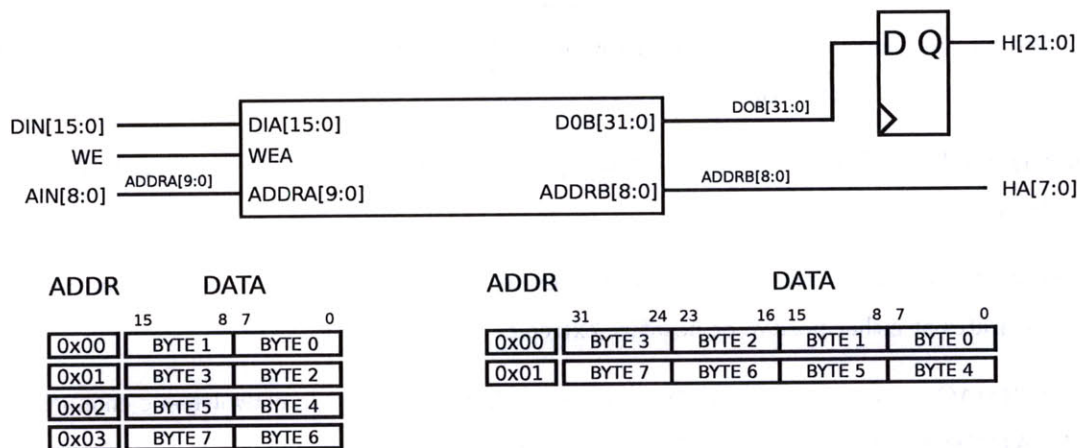 D Q H[21:0]
DOB[31:0]
DIN[15:0] DIA[15:0] D0B[31:0]
WE WEA
ADDRA[9:0] ADDRB[8:0]
AIN[8:0] ADDRA[9:0] ADDRB[8:0] HA[7:0]
ADDR DATA
15 8 7 0
0x00 BYTE 1 BYTE 0
0x01 BYTE 3 BYTE 2
0x02 BYTE 5 BYTE 4
0x03 BYTE 7 BYTE 6
ADDR DATA
31 24 23 16 15 8 7 0
0x00 BYTE 3 BYTE 2 BYTE 1 BYTE 0
0x01 BYTE 7 BYTE 6 BYTE 5 BYTE 4